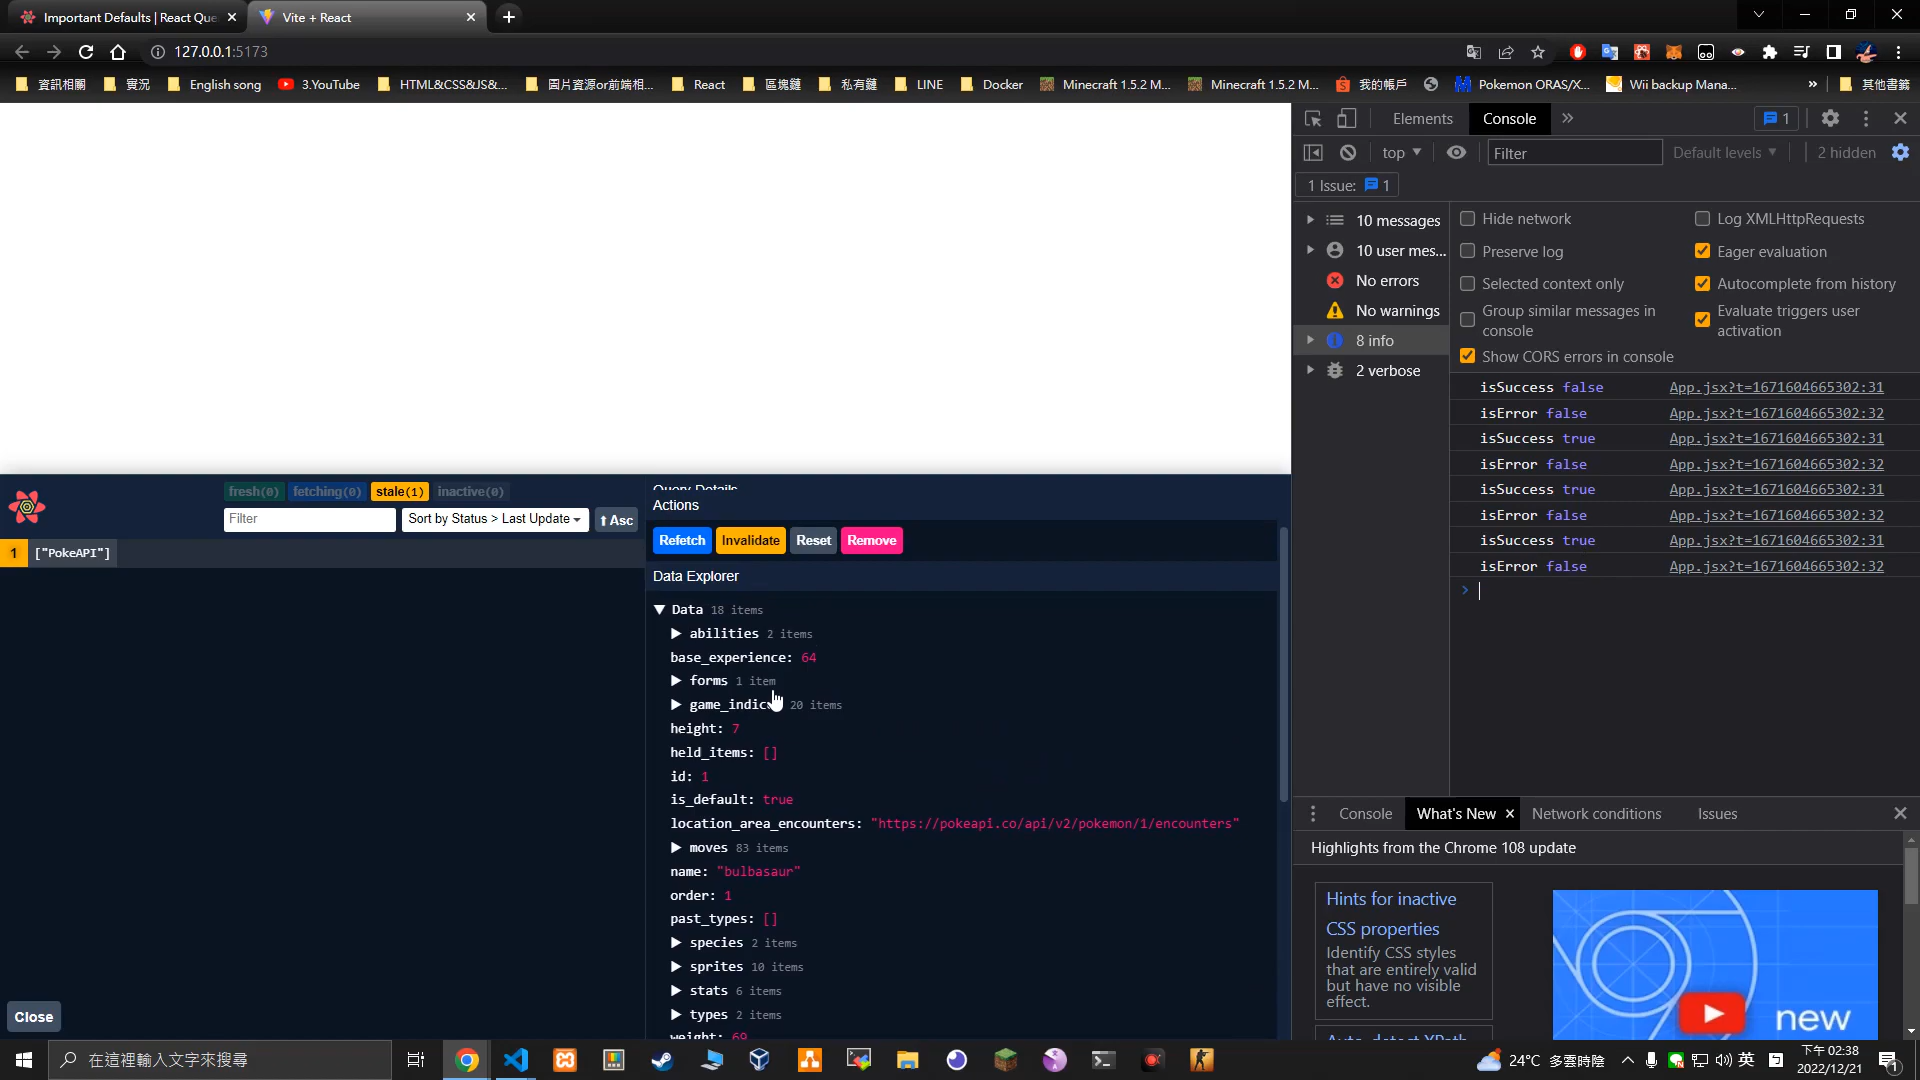 Important Defaults | React Que
Vite + React
127.0.0.1:5173
資訊相關
實況
English song
3.YouTube
HTML&CSS&JS&...
圖片資源or前端相...
React
區塊鏈
私有鏈
LINE
Docker
Minecraft 1.5.2 M...
Minecraft 1.5.2 M...
我的帳戶
Pokemon ORAS/X...
Wii backup Mana...
»
其他書籤
Elements
Console
»
1
top
Filter
Default levels
2 hidden
1 Issue:
1
10 messages
10 user mes...
No errors
No warnings
8 info
2 verbose
Hide network
Log XMLHttpRequests
Preserve log
Eager evaluation
Selected context only
Autocomplete from history
Group similar messages in
console
Evaluate triggers user
activation
Show CORS errors in console
isSuccess false
App.jsx?t=1671604665302:31
isError false
App.jsx?t=1671604665302:32
isSuccess true
App.jsx?t=1671604665302:31
isError false
App.jsx?t=1671604665302:32
isSuccess true
App.jsx?t=1671604665302:31
isError false
App.jsx?t=1671604665302:32
isSuccess true
App.jsx?t=1671604665302:31
isError false
App.jsx?t=1671604665302:32
fresh(0)
fetching(0)
stale(1)
inactive(0)
Filter
Sort by Status > Last Update
Asc
1
["PokeAPI"]
Close
Query Details
Actions
Refetch
Invalidate
Reset
Remove
Data Explorer
Data 18 items
abilities 2 items
base_experience: 64
forms 1 item
game_indic 20 items
height: 7
held_items: []
id: 1
is_default: true
location_area_encounters: "https://pokeapi.co/api/v2/pokemon/1/encounters"
moves 83 items
name: "bulbasaur"
order: 1
past_types: []
species 2 items
sprites 10 items
stats 6 items
types 2 items
weight: 69
Console
What's New
Network conditions
Issues
Highlights from the Chrome 108 update
Hints for inactive
CSS properties
Identify CSS styles
that are entirely valid
but have no visible
effect.
Auto-detect XPath
new
在這裡輸入文字來搜尋
24°C 多雲時陰
英
下午 02:38
2022/12/21
1